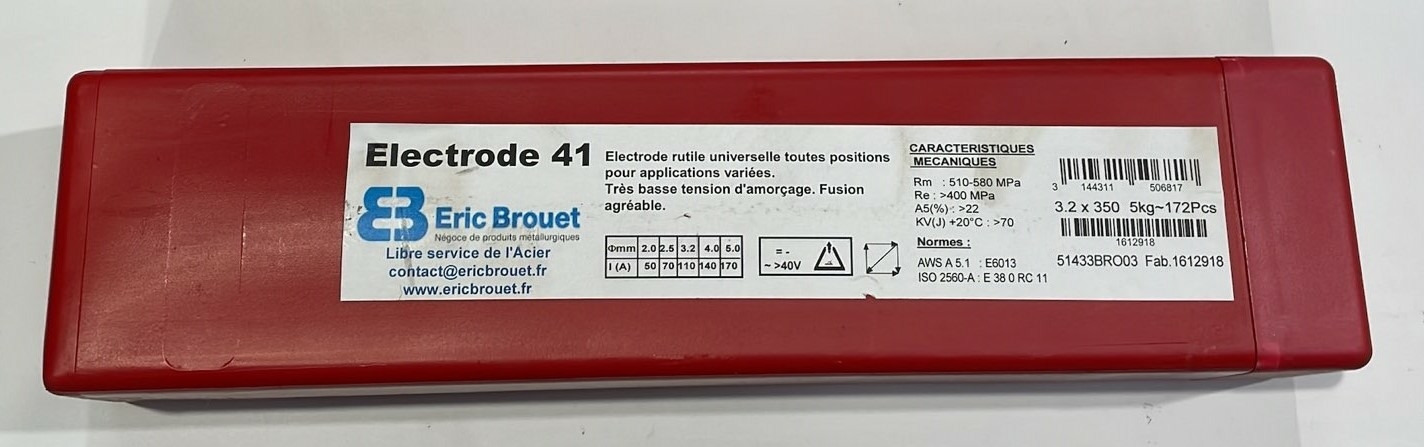 Electrode 41
EB Eric Brouet
Négoce de produits métallurgiques
Libre service de l'Acier
contact@ericbrouet.fr
www.ericbrouet.fr
Electrode rutile universelle toutes positions
pour applications variées.
Très basse tension d'amorçage. Fusion
agréable.
Φmm 2.0 2.5 3.2 4.0 5.0
I (A) 50 70 110 140 170
= -
~ >40V
CARACTERISTIQUES
MECANIQUES
Rm : 510-580 MPa
Re : >400 MPa
A5(%) : >22
KV(J) +20°C : >70
Normes :
AWS A 5.1 : E6013
ISO 2560-A : E 38 0 RC 11
3 144311 506817
3.2 x 350 5kg~172Pcs
1612918
51433BRO03 Fab.1612918